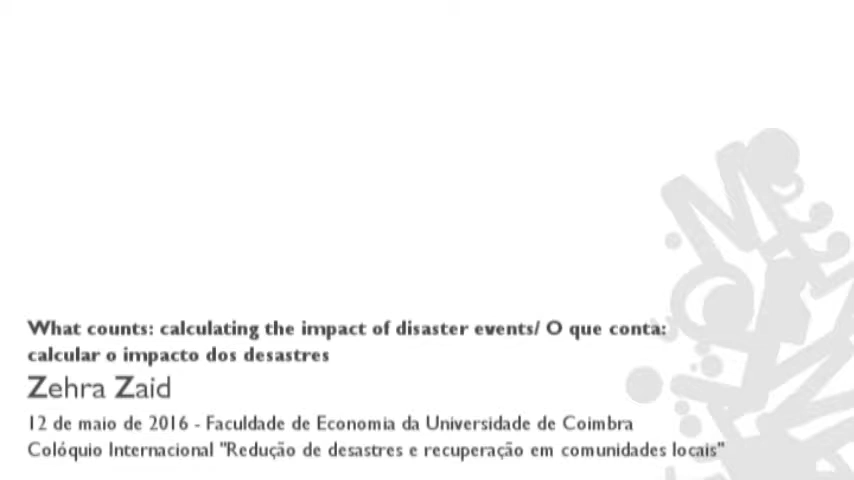 What counts: calculating the impact of disaster events/ O que conta:
calcular o impacto dos desastres
Zehra Zaid
12 de maio de 2016 - Faculdade de Economia da Universidade de Coimbra
Colóquio Internacional "Redução de desastres e recuperação em comunidades locais"